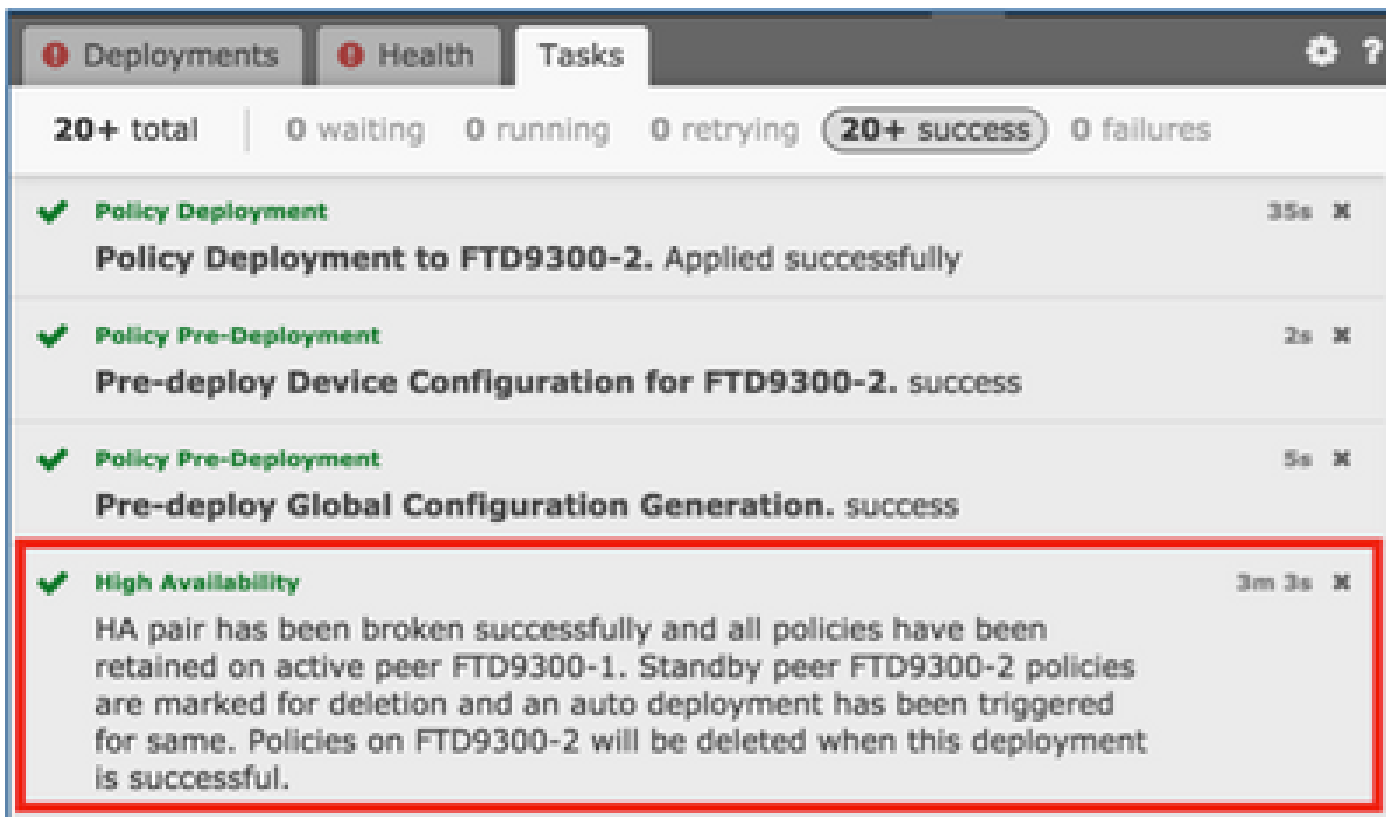 Deployments Health Tasks ?
20+ total 0 waiting 0 running 0 retrying 20+ success 0 failures
Policy Deployment 35s
Policy Deployment to FTD9300-2. Applied successfully
Policy Pre-Deployment 2s
Pre-deploy Device Configuration for FTD9300-2. success
Policy Pre-Deployment 5s
Pre-deploy Global Configuration Generation. success
High Availability 3m 3s
HA pair has been broken successfully and all policies have been
retained on active peer FTD9300-1. Standby peer FTD9300-2 policies
are marked for deletion and an auto deployment has been triggered
for same. Policies on FTD9300-2 will be deleted when this deployment
is successful.